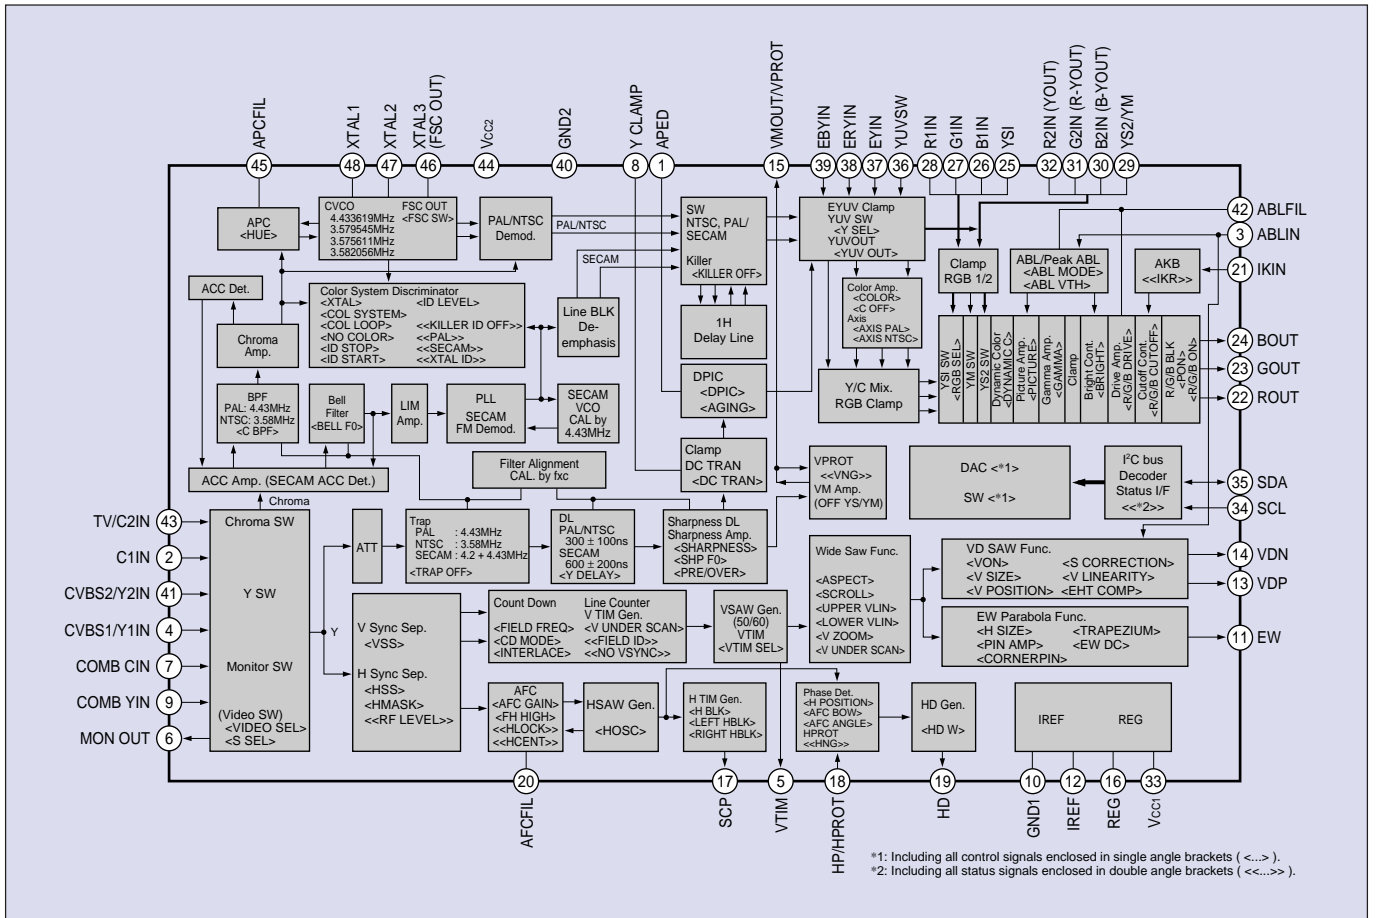 APCFIL
XTAL1
XTAL2
XTAL3
(FSC OUT)
VCC2
GND2
Y CLAMP
APED
VMOUT/VPROT
EBYIN
ERYIN
EYIN
YUVSW
R1IN
G1IN
B1IN
YSI
R2IN (YOUT)
G2IN (R-YOUT)
B2IN (B-YOUT)
YS2/YM
45
48
47
46
44
40
8
1
15
39
38
37
36
28
27
26
25
32
31
30
29
42 ABLFIL
3 ABLIN
21 IKIN
24 BOUT
23 GOUT
22 ROUT
35 SDA
34 SCL
14 VDN
13 VDP
11 EW
APC
<HUE>
CVCO
4.433619MHz
3.579545MHz
3.575611MHz
3.582056MHz
FSC OUT
<FSC SW>
PAL/NTSC
Demod.
PAL/NTSC
SECAM
SW
NTSC, PAL/
SECAM
Killer
<KILLER OFF>
EYUV Clamp
YUV SW
<Y SEL>
YUVOUT
<YUV OUT>
Clamp
RGB 1/2
ABL/Peak ABL
<ABL MODE>
<ABL VTH>
AKB
<<IKR>>
ACC Det.
Color System Discriminator
<XTAL>
<COL SYSTEM>
<COL LOOP>
<NO COLOR>
<ID STOP>
<ID START>
<ID LEVEL>
<<KILLER ID OFF>>
<<PAL>>
<<SECAM>>
<<XTAL ID>>
Line BLK
De-
emphasis
1H
Delay Line
Color Amp.
<COLOR>
<C OFF>
Axis
<AXIS PAL>
<AXIS NTSC>
Chroma
Amp.
YSI SW
<RGB SEL>
YM SW
YS2 SW
Dynamic Color
<DYNAMIC C>
Picture Amp.
<PICTURE>
Gamma Amp.
<GAMMA>
Clamp
Bright Cont.
<BRIGHT>
Drive Amp.
<R/G/B DRIVE>
Cutoff Cont.
<R/G/B CUTOFF>
R/G/B BLK
<PON>
<R/G/B ON>
BPF
PAL: 4.43MHz
NTSC: 3.58MHz
<C BPF>
Bell
Filter
<BELL F0>
LIM
Amp.
PLL
SECAM
FM Demod.
SECAM
VCO
CAL by
4.43MHz
DPIC
<DPIC>
<AGING>
Y/C Mix.
RGB Clamp
ACC Amp. (SECAM ACC Det.)
Filter Alignment
CAL. by fxc
Clamp
DC TRAN
<DC TRAN>
VPROT
<<VNG>>
VM Amp.
(OFF YS/YM)
DAC <*1>
SW <*1>
I2C bus
Decoder
Status I/F
<<*2>>
Chroma
TV/C2IN 43
C1IN 2
CVBS2/Y2IN 41
CVBS1/Y1IN 4
COMB CIN 7
COMB YIN 9
MON OUT 6
Chroma SW
Y SW
Monitor SW
(Video SW)
<VIDEO SEL>
<S SEL>
Y
ATT
Trap
PAL : 4.43MHz
NTSC : 3.58MHz
SECAM : 4.2 + 4.43MHz
<TRAP OFF>
DL
PAL/NTSC
300 ± 100ns
SECAM
600 ± 200ns
<Y DELAY>
Sharpness DL
Sharpness Amp.
<SHARPNESS>
<SHP F0>
<PRE/OVER>
Wide Saw Func.
<ASPECT>
<SCROLL>
<UPPER VLIN>
<LOWER VLIN>
<V ZOOM>
<V UNDER SCAN>
VD SAW Func.
<VON>
<V SIZE>
<V POSITION>
<S CORRECTION>
<V LINEARITY>
<EHT COMP>
EW Parabola Func.
<H SIZE>
<PIN AMP>
<CORNERPIN>
<TRAPEZIUM>
<EW DC>
V Sync Sep.
<VSS>
H Sync Sep.
<HSS>
<HMASK>
<<RF LEVEL>>
Count Down
<FIELD FREQ>
<CD MODE>
<INTERLACE>
Line Counter
V TIM Gen.
<V UNDER SCAN>
<<FIELD ID>>
<<NO VSYNC>>
VSAW Gen.
(50/60)
VTIM
<VTIM SEL>
AFC
<AFC GAIN>
<FH HIGH>
<<HLOCK>>
<<HCENT>>
HSAW Gen.
<HOSC>
H TIM Gen.
<H BLK>
<LEFT HBLK>
<RIGHT HBLK>
Phase Det.
<H POSITION>
<AFC BOW>
<AFC ANGLE>
HPROT
<<HNG>>
HD Gen.
<HD W>
IREF
REG
20
17
5
18
19
10
12
16
33
AFCFIL
SCP
VTIM
HP/HPROT
HD
GND1
IREF
REG
VCC1
*1: Including all control signals enclosed in single angle brackets ( <...> ).
*2: Including all status signals enclosed in double angle brackets ( <<...>> ).